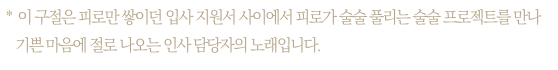 * 이 구절은 피로만 쌓이던 입사 지원서 사이에서 피로가 술술 풀리는 술술 프로젝트를 만나
기쁜 마음에 절로 나오는 인사 담당자의 노래입니다.